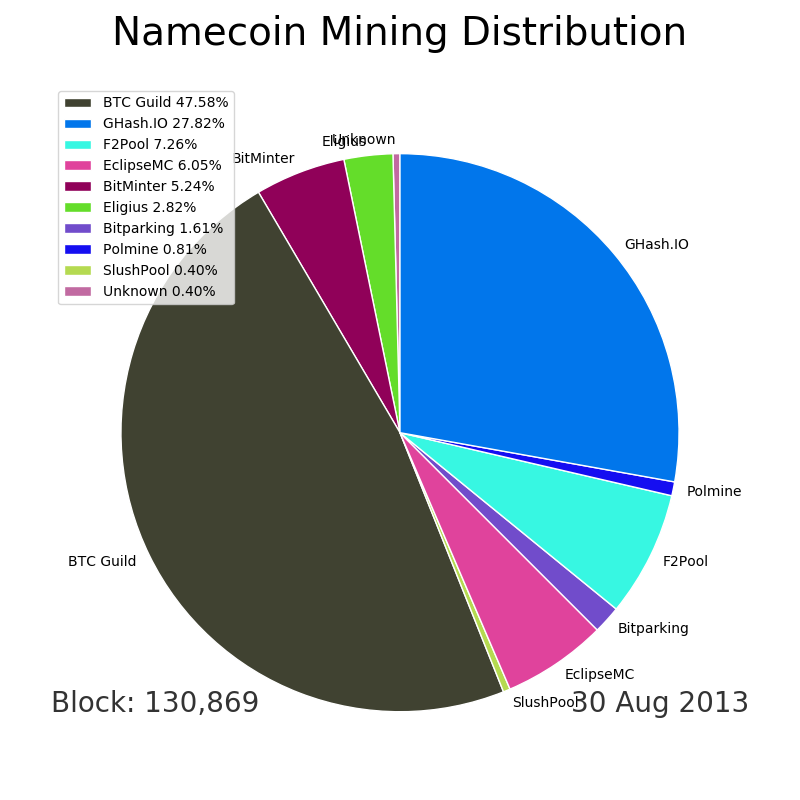 Namecoin Mining Distribution
BTC Guild 47.58%
GHash.IO 27.82%
F2Pool 7.26%
EclipseMC 6.05%
BitMinter 5.24%
Eligius 2.82%
Bitparking 1.61%
Polmine 0.81%
SlushPool 0.40%
Unknown 0.40%
Unknown
Eligius
BitMinter
GHash.IO
Polmine
F2Pool
BTC Guild
Bitparking
EclipseMC
SlushPool
Block: 130,869
30 Aug 2013